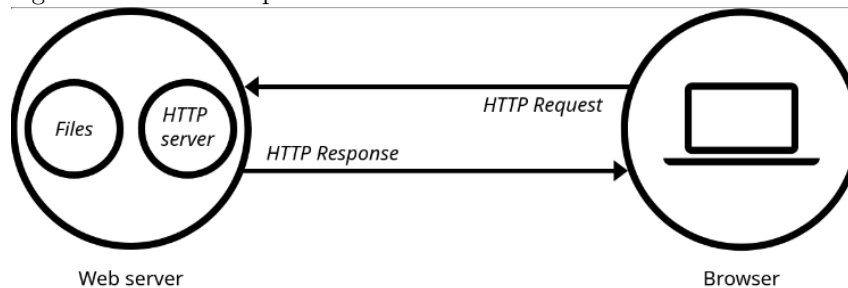 HTTP Request
Files
HTTP
server
HTTP Response
Web server
Browser